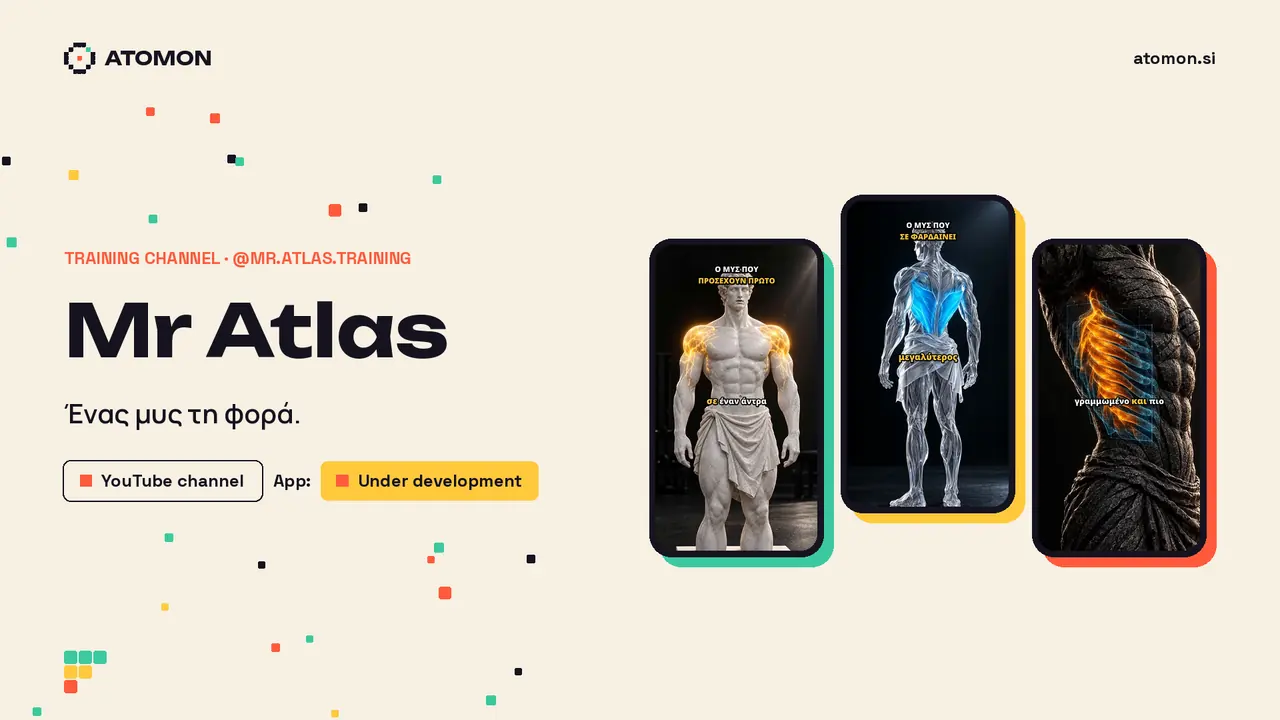 ATOMON
atomon.si
TRAINING CHANNEL · @MR.ATLAS.TRAINING
Mr Atlas
Ένας μυς τη φορά.
YouTube channel
App:
Under development
Ο ΜΥΣ ΠΟΥ
ΠΡΟΣΕΧΟΥΝ ΠΡΩΤΟ
σε έναν άντρα
Ο ΜΥΣ ΠΟΥ
ΣΕ ΦΑΡΔΑΙΝΕΙ
μεγαλύτερος
γραμμωμένο και πιο